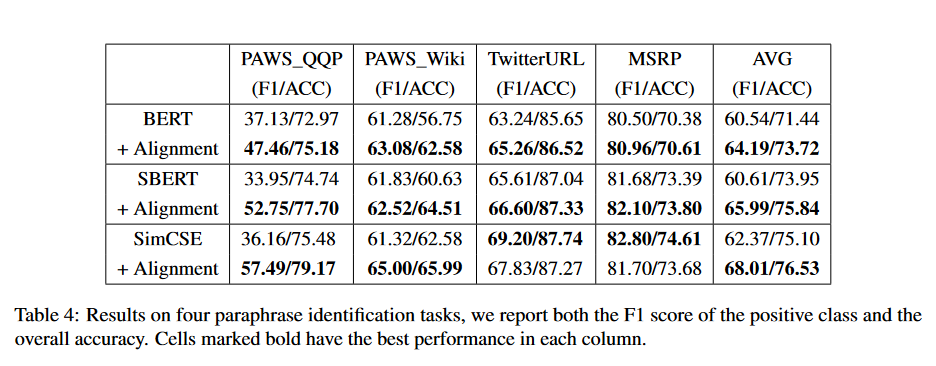 PAWS_QQP PAWS_Wiki TwitterURL MSRP AVG
(F1/ACC) (F1/ACC) (F1/ACC) (F1/ACC) (F1/ACC)
BERT 37.13/72.97 61.28/56.75 63.24/85.65 80.50/70.38 60.54/71.44
+ Alignment 47.46/75.18 63.08/62.58 65.26/86.52 80.96/70.61 64.19/73.72
SBERT 33.95/74.74 61.83/60.63 65.61/87.04 81.68/73.39 60.61/73.95
+ Alignment 52.75/77.70 62.52/64.51 66.60/87.33 82.10/73.80 65.99/75.84
SimCSE 36.16/75.48 61.32/62.58 69.20/87.74 82.80/74.61 62.37/75.10
+ Alignment 57.49/79.17 65.00/65.99 67.83/87.27 81.70/73.68 68.01/76.53
Table 4: Results on four paraphrase identification tasks, we report both the F1 score of the positive class and the
overall accuracy. Cells marked bold have the best performance in each column.